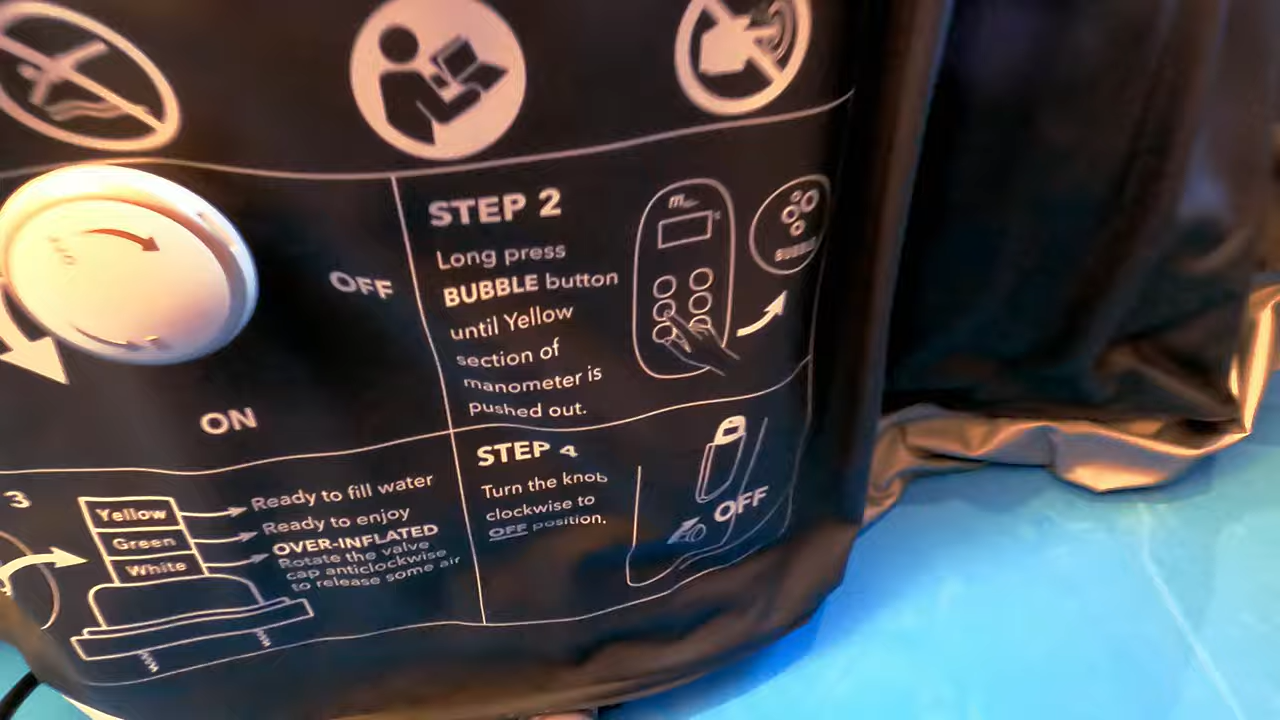 OFF
ON
STEP 2
Long press
BUBBLE button
until Yellow
section of
manometer is
pushed out.
BUBBLE
3
Yellow
Green
White
Ready to fill water
Ready to enjoy
OVER-INFLATED
Rotate the valve
cap anticlockwise
to release some air
STEP 4
Turn the knob
clockwise to
OFF position.
OFF